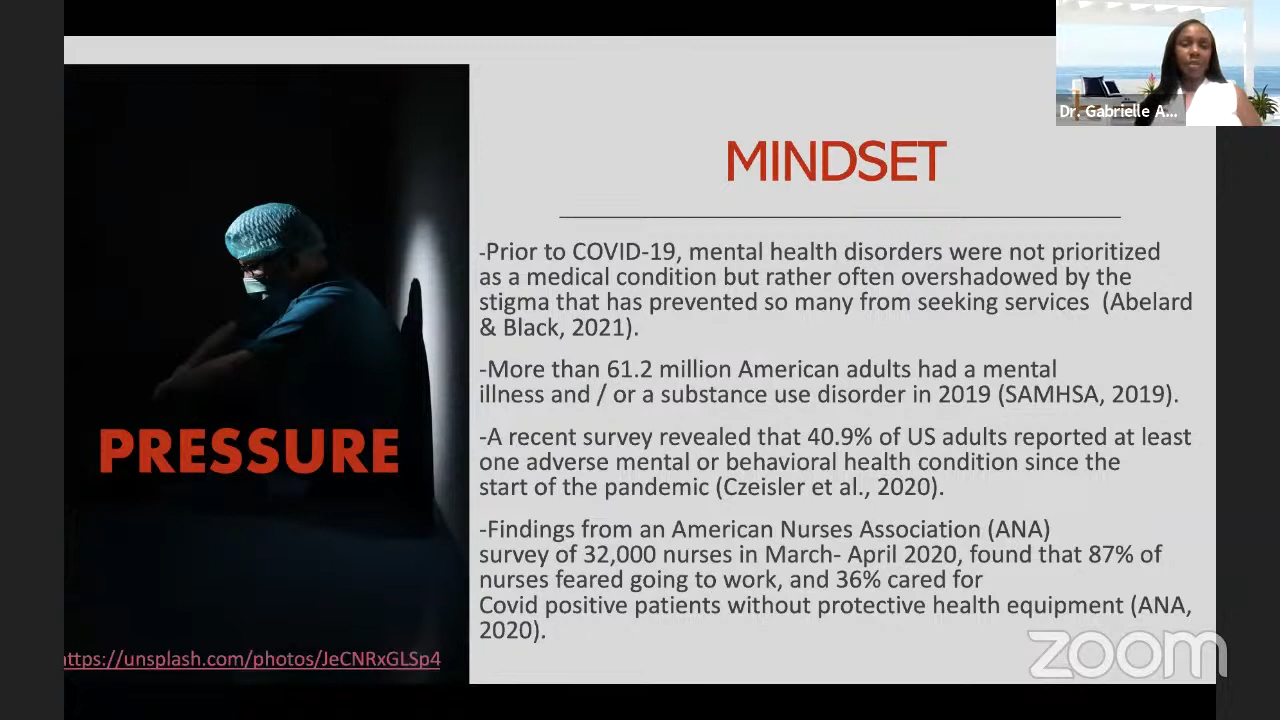 Dr. Gabrielle A...
MINDSET
-Prior to COVID-19, mental health disorders were not prioritized
as a medical condition but rather often overshadowed by the
stigma that has prevented so many from seeking services (Abelard
& Black, 2021).
-More than 61.2 million American adults had a mental
illness and / or a substance use disorder in 2019 (SAMHSA, 2019).
-A recent survey revealed that 40.9% of US adults reported at least
one adverse mental or behavioral health condition since the
start of the pandemic (Czeisler et al., 2020).
-Findings from an American Nurses Association (ANA)
survey of 32,000 nurses in March- April 2020, found that 87% of
nurses feared going to work, and 36% cared for
Covid positive patients without protective health equipment (ANA,
2020).
PRESSURE
ttps://unsplash.com/photos/JeCNRxGLSp4
zoom